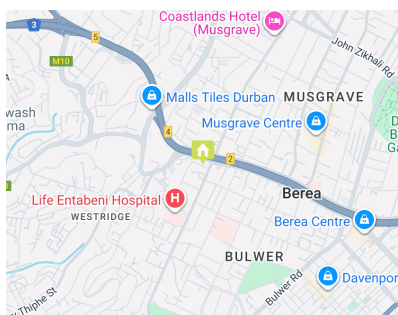 Coastlands Hotel
(Musgrave)
3
5
John Zikhali Rd
M10
Malls Tiles Durban
MUSGRAVE
Musgrave Centre
4
2
Life Entabeni Hospital
H
WESTRIDGE
Berea
Berea Centre
BULWER
Bulwer Rd
Davenpor